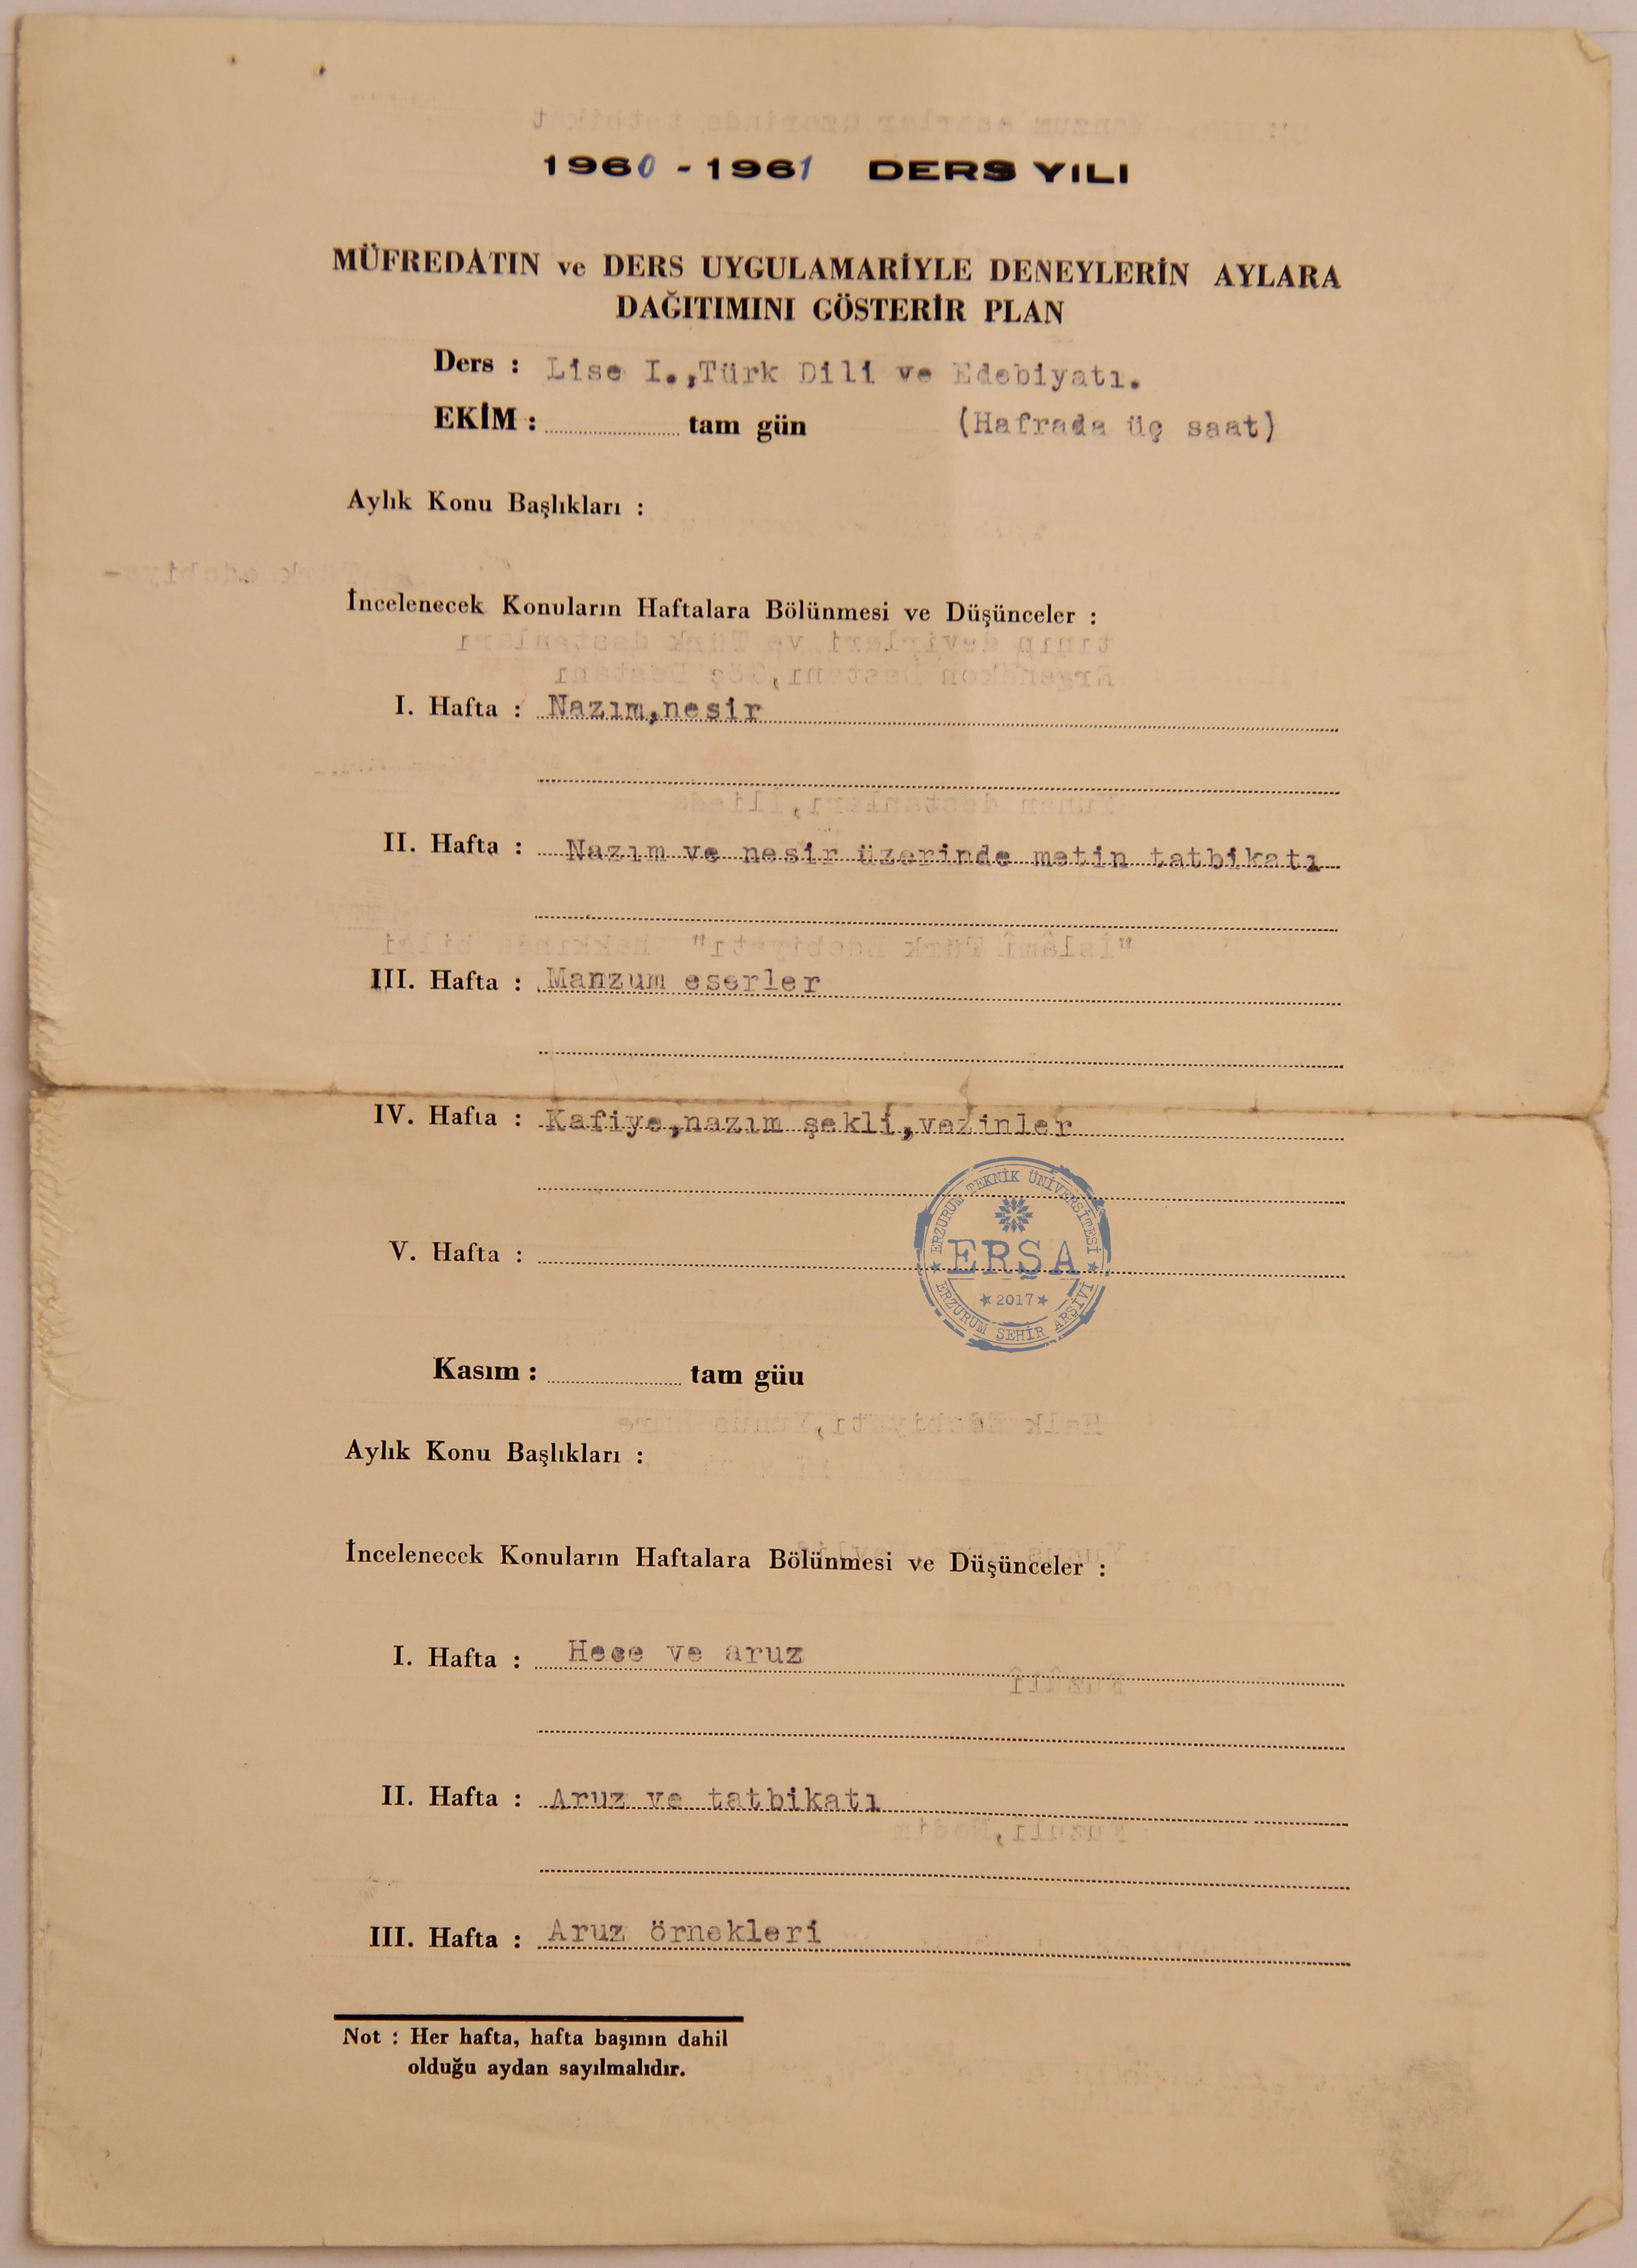 1960 - 1961 DERS YILI
MÜFREDATIN ve DERS UYGULAMARİYLE DENEYLERİN AYLARA
DAĞITIMINI GÖSTERİR PLAN
Ders : Lise I.,Türk Dili ve Edebiyatı.
EKİM : tam gün (Hafrada üç saat)
Aylık Konu Başlıkları :
İncelenecek Konuların Haftalara Bölünmesi ve Düşünceler :
I. Hafta : Nazım,nesir
II. Hafta : Nazım ve nesir üzerinde metin tatbikatı
III. Hafta : Manzum eserler
IV. Hafta : Kafiye,nazım şekli,vezinler
V. Hafta :
ERZURUM TEKNİK ÜNİVERSİTESİ
ERŞA
2017
ERZURUM ŞEHİR ARŞİVİ
Kasım : tam güu
Aylık Konu Başlıkları :
İncelenecek Konuların Haftalara Bölünmesi ve Düşünceler :
I. Hafta : Hece ve aruz
II. Hafta : Aruz ve tatbikatı
III. Hafta : Aruz örnekleri
Not : Her hafta, hafta başının dahil
olduğu aydan sayılmalıdır.